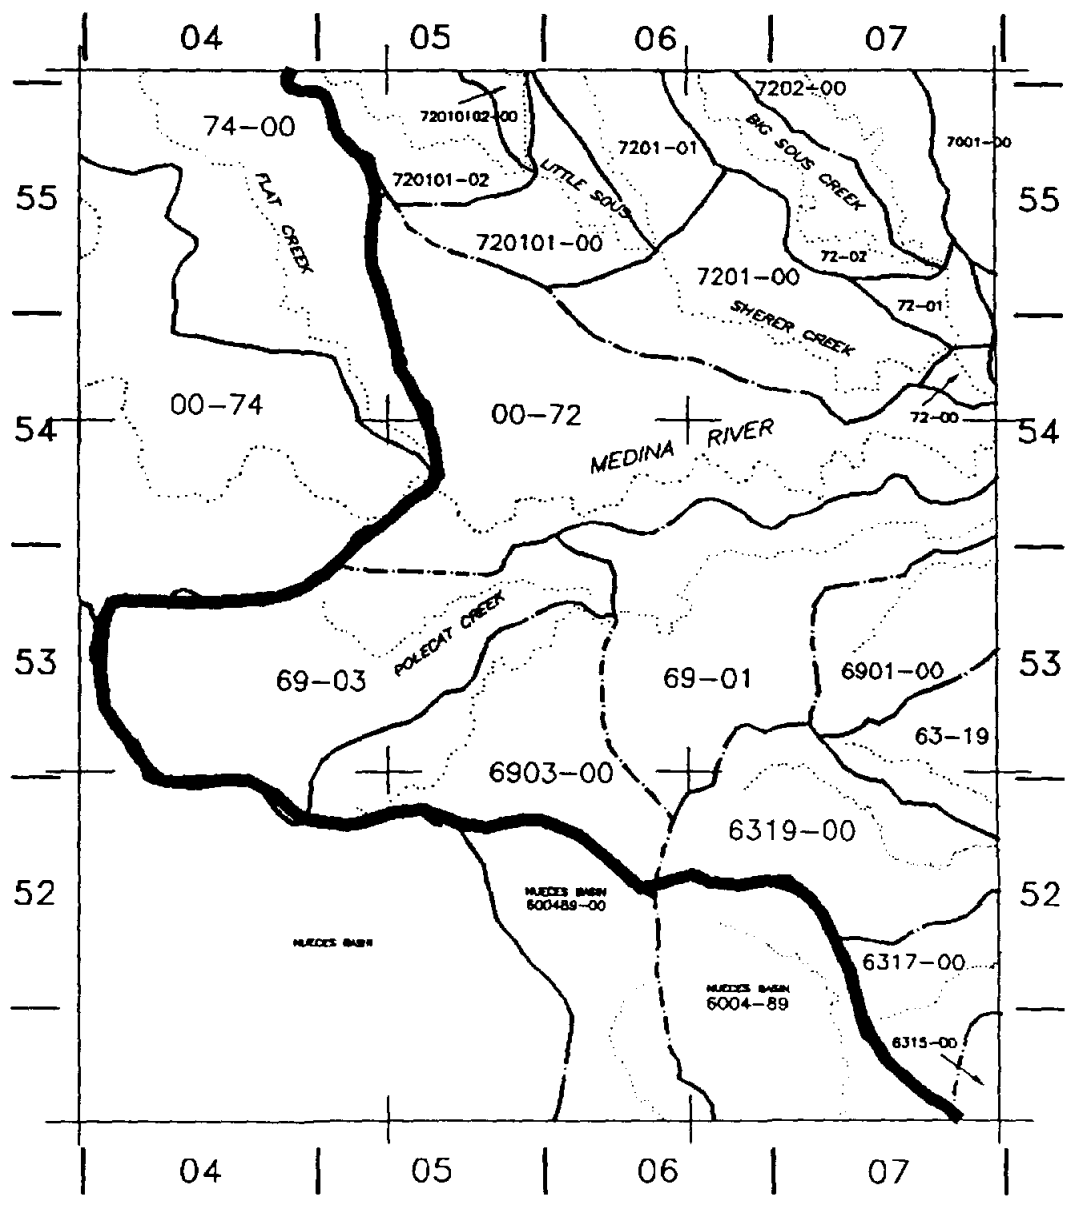 04 05 06 07
7202-00
72010102-00
74-00
BIG SOUS CREEK
7201-01
7001-00
LITTLE SOUS
720101-02
55 55
FLAT CREEK
720101-00
72-02
7201-00
72-01
SHERER CREEK
00-74
00-72
72-00
54 54
MEDINA RIVER
POLECAT CREEK
53 53
69-03
69-01
6901-00
63-19
6903-00
6319-00
52 52
NUECES BASIN
600489-00
NUECES BASIN
6317-00
NUECES BASIN
6004-89
6315-00
04 05 06 07